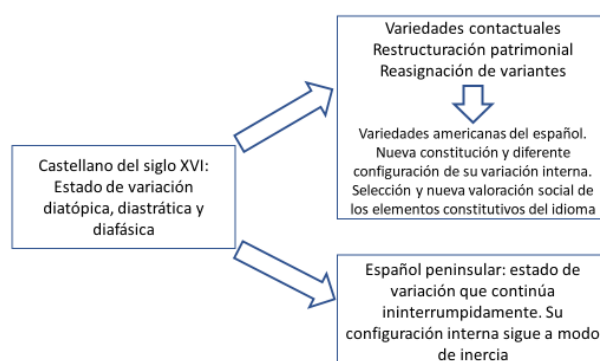 Variedades contactuales
Restructuración patrimonial
Reasignación de variantes
Variedades americanas del español.
Nueva constitución y diferente
configuración de su variación interna.
Selección y nueva valoración social de
los elementos constitutivos del idioma
Castellano del siglo XVI:
Estado de variación
diatópica, diastrática y
diafásica
Español peninsular: estado de
variación que continúa
ininterrumpidamente. Su
configuración interna sigue a modo
de inercia